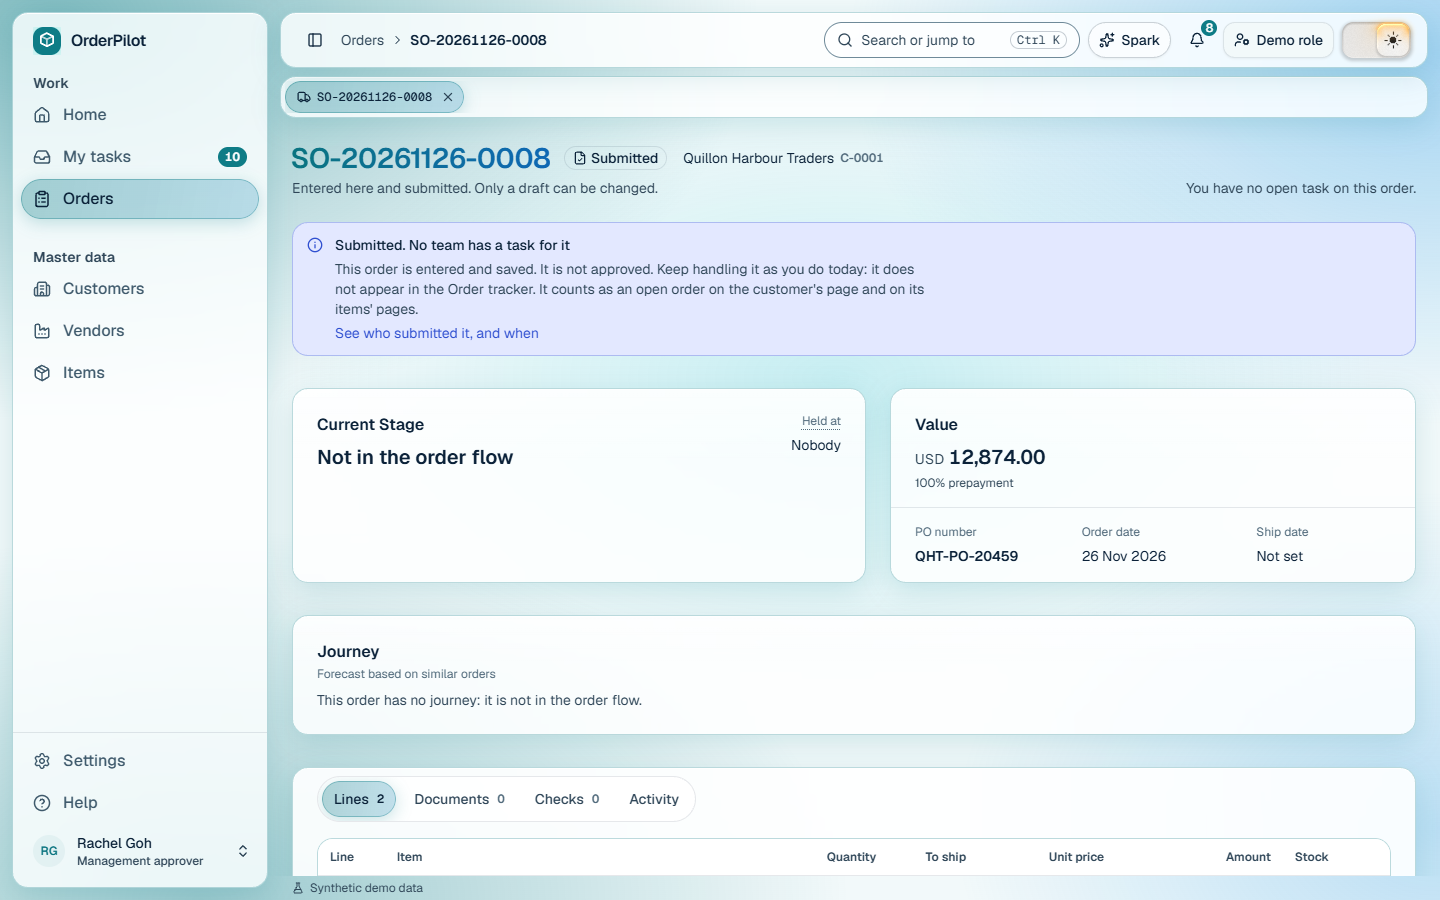 OrderPilot
Work
Home
My tasks 10
Orders
Master data
Customers
Vendors
Items
Settings
Help
RG
Rachel Goh
Management approver
Orders > SO-20261126-0008
Search or jump to Ctrl K
Spark
8
Demo role
SO-20261126-0008
SO-20261126-0008 Submitted Quillon Harbour Traders C-0001
Entered here and submitted. Only a draft can be changed.
You have no open task on this order.
Submitted. No team has a task for it
This order is entered and saved. It is not approved. Keep handling it as you do today: it does
not appear in the Order tracker. It counts as an open order on the customer's page and on its
items' pages.
See who submitted it, and when
Current Stage
Not in the order flow
Held at
Nobody
Value
USD 12,874.00
100% prepayment
PO number Order date Ship date
QHT-PO-20459 26 Nov 2026 Not set
Journey
Forecast based on similar orders
This order has no journey: it is not in the order flow.
Lines 2 Documents 0 Checks 0 Activity
Line Item Quantity To ship Unit price Amount Stock
Synthetic demo data